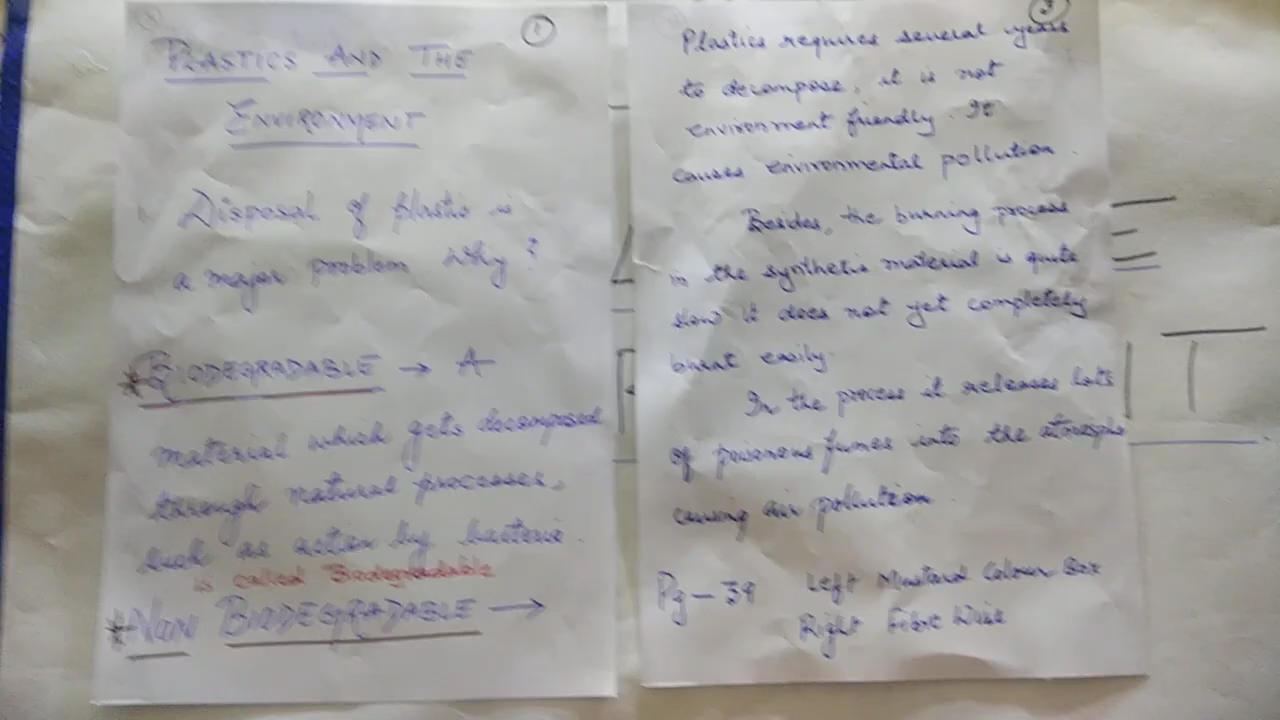 1
PLASTICS AND THE
ENVIRONMENT
Disposal of plastic is
a major problem Why?
*BIODEGRADABLE → A
material which gets decomposed
through natural processes,
such as action by bacteria.
is called Biodegradable
*NON BIODEGRADABLE →
Plastics requires several years
to decompose, it is not
environment friendly. It
causes environmental pollution.
Besides, the burning process
in the synthetic material is quite
slow it does not get completely
burnt easily.
In the process it releases lots
of poisonous fumes into the
causing air pollution.
Pg - 39 Left Mustard Colour Box
Right Fibre